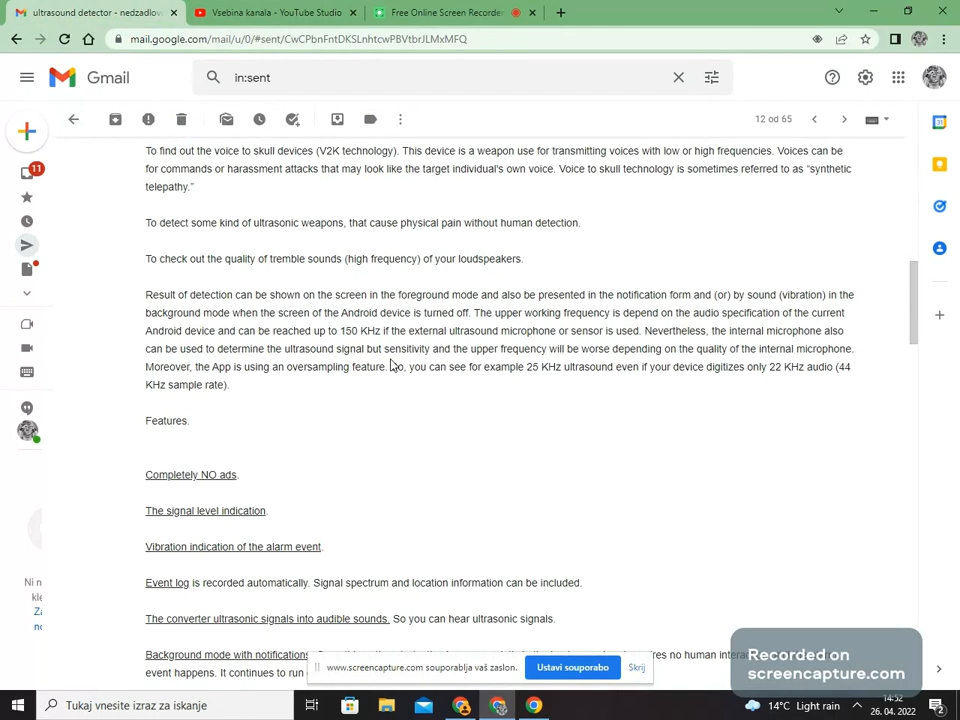 ultrasound detector - nedzadlov
Vsebina kanala - YouTube Studio
Free Online Screen Recorder
mail.google.com/mail/u/0/#sent/CwCPbnFntDKSLnhtcwPBVtbrJLMxMFQ
Gmail
in:sent
12 of 65
11
31
To find out the voice to skull devices (V2K technology). This device is a weapon use for transmitting voices with low or high frequencies. Voices can be
for commands or harassment attacks that may look like the target individual's own voice. Voice to skull technology is sometimes referred to as “synthetic
telepathy.”
To detect some kind of ultrasonic weapons, that cause physical pain without human detection.
To check out the quality of tremble sounds (high frequency) of your loudspeakers.
Result of detection can be shown on the screen in the foreground mode and also be presented in the notification form and (or) by sound (vibration) in the
background mode when the screen of the Android device is turned off. The upper working frequency is depend on the audio specification of the current
Android device and can be reached up to 150 KHz if the external ultrasound microphone or sensor is used. Nevertheless, the internal microphone also
can be used to determine the ultrasound signal but sensitivity and the upper frequency will be worse depending on the quality of the internal microphone.
Moreover, the App is using an oversampling feature. So, you can see for example 25 KHz ultrasound even if your device digitizes only 22 KHz audio (44
KHz sample rate).
Features.
Completely NO ads.
The signal level indication.
Vibration indication of the alarm event.
Event log is recorded automatically. Signal spectrum and location information can be included.
The converter ultrasonic signals into audible sounds. So you can hear ultrasonic signals.
Background mode with notifications
res no human intera
event happens. It continues to run
Ni n
kle
Za
no
www.screencapture.com souporablja vaš zaslon.
Ustavi souporabo
Skrij
Recorded on
screencapture.com
Tukaj vnesite izraz za iskanje
14°C Light rain
14:52
26. 04. 2022
2